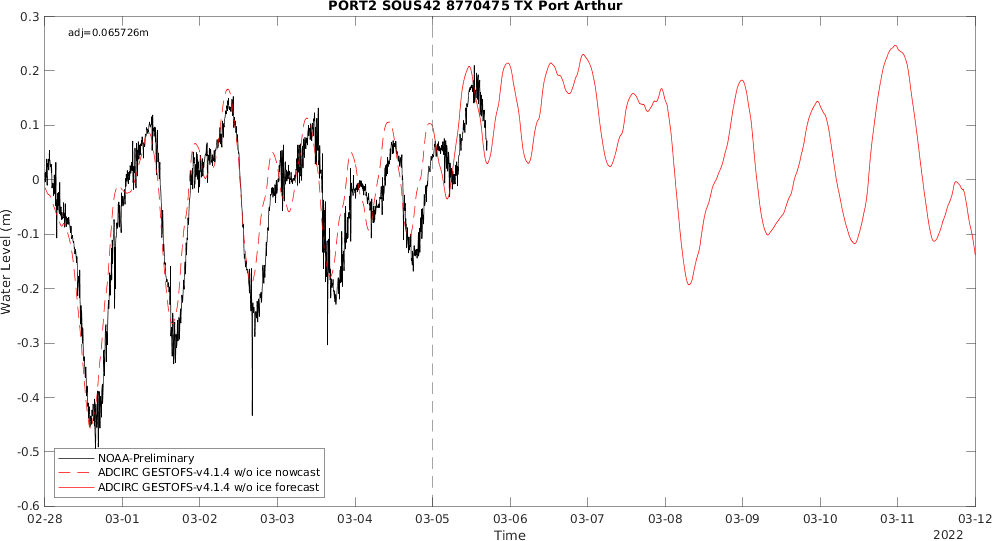 PORT2 SOUS42 8770475 TX Port Arthur
adj=0.065726m
0.3
0.2
0.1
0
-0.1
-0.2
-0.3
-0.4
-0.5
-0.6
Water Level (m)
NOAA-Preliminary
ADCIRC GESTOFS-v4.1.4 w/o ice nowcast
ADCIRC GESTOFS-v4.1.4 w/o ice forecast
02-28 03-01 03-02 03-03 03-04 03-05 03-06 03-07 03-08 03-09 03-10 03-11 03-12
Time
2022